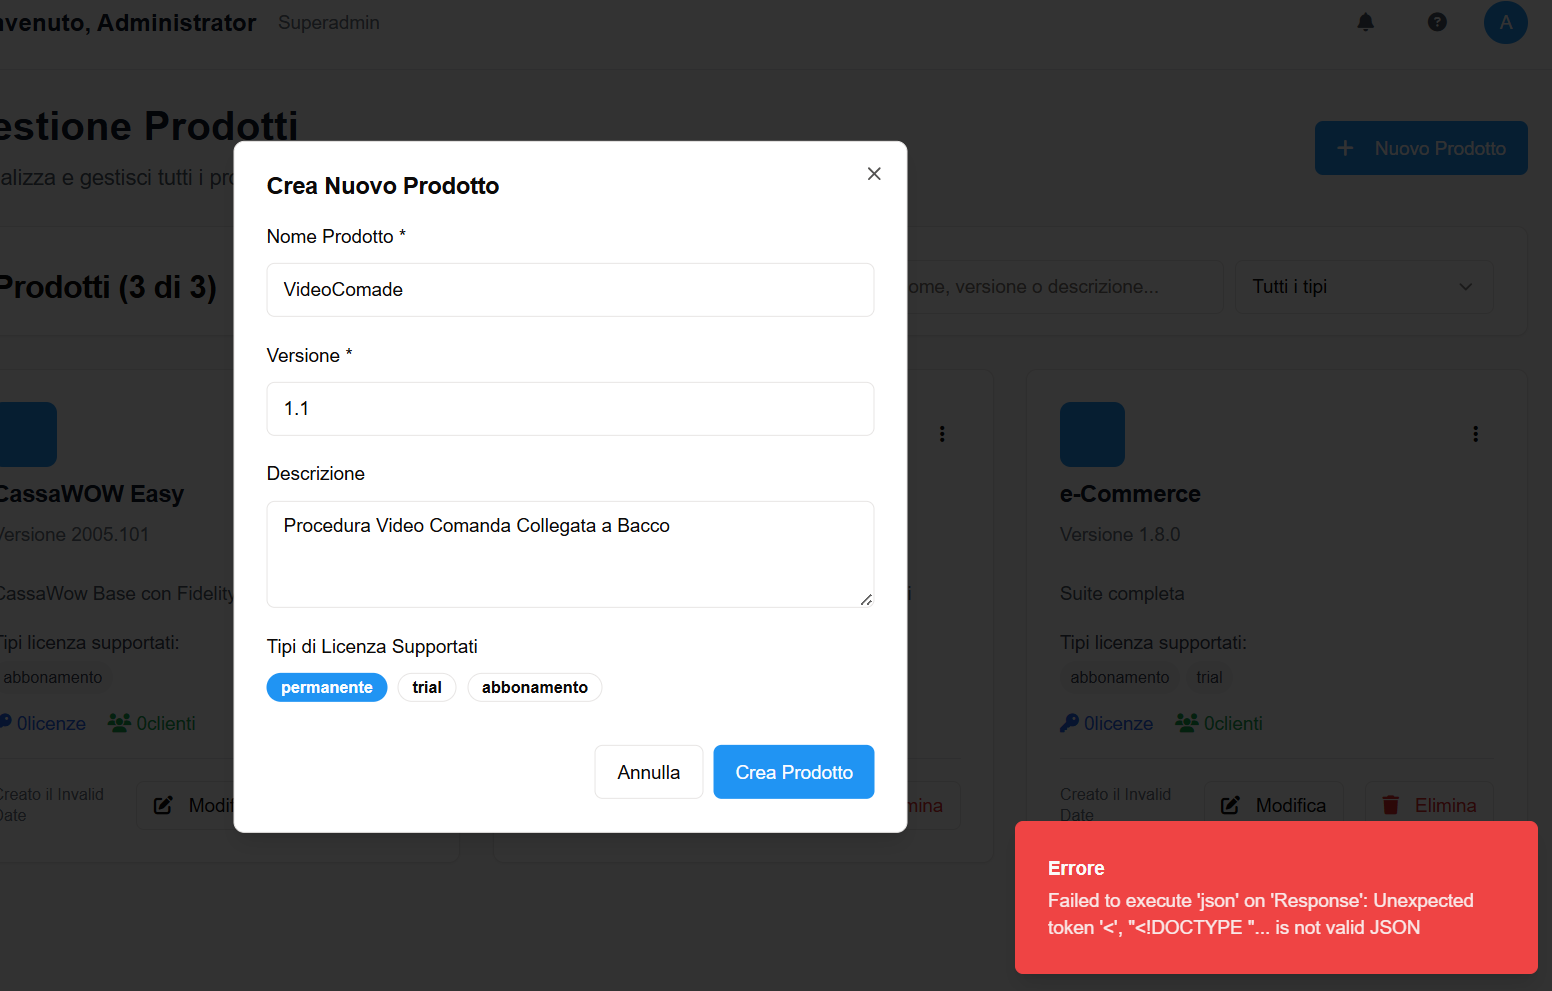 nvenuto, Administrator Superadmin
A
estione Prodotti
alizza e gestisci tutti i pro
Nuovo Prodotto
Crea Nuovo Prodotto
Nome Prodotto *
VideoComade
Prodotti (3 di 3)
ome, versione o descrizione...
Tutti i tipi
Versione *
1.1
Descrizione
Procedura Video Comanda Collegata a Bacco
Tipi di Licenza Supportati
permanente trial abbonamento
Annulla Crea Prodotto
CassaWOW Easy
Versione 2005.101
CassaWow Base con Fidelity
Tipi licenza supportati:
abbonamento
0licenze 0clienti
Creato il Invalid
Date
Modif
i
mina
e-Commerce
Versione 1.8.0
Suite completa
Tipi licenza supportati:
abbonamento trial
0licenze 0clienti
Creato il Invalid
Date
Modifica Elimina
Errore
Failed to execute 'json' on 'Response': Unexpected
token '<', "<!DOCTYPE "... is not valid JSON